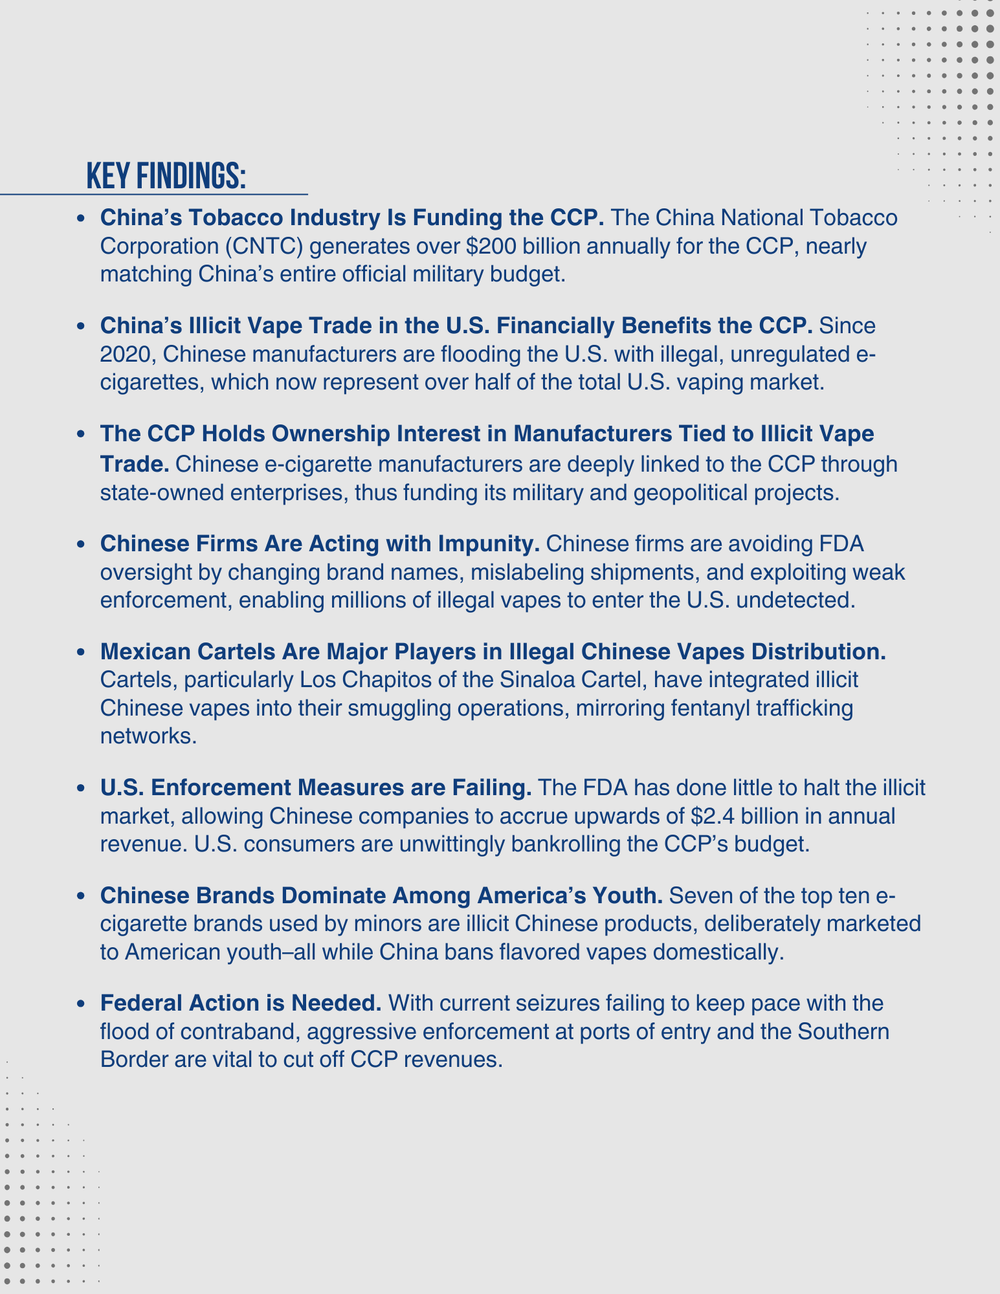 KEY FINDINGS:
• China’s Tobacco Industry Is Funding the CCP. The China National Tobacco
Corporation (CNTC) generates over $200 billion annually for the CCP, nearly
matching China’s entire official military budget.
• China’s Illicit Vape Trade in the U.S. Financially Benefits the CCP. Since
2020, Chinese manufacturers are flooding the U.S. with illegal, unregulated e-
cigarettes, which now represent over half of the total U.S. vaping market.
• The CCP Holds Ownership Interest in Manufacturers Tied to Illicit Vape
Trade. Chinese e-cigarette manufacturers are deeply linked to the CCP through
state-owned enterprises, thus funding its military and geopolitical projects.
• Chinese Firms Are Acting with Impunity. Chinese firms are avoiding FDA
oversight by changing brand names, mislabeling shipments, and exploiting weak
enforcement, enabling millions of illegal vapes to enter the U.S. undetected.
• Mexican Cartels Are Major Players in Illegal Chinese Vapes Distribution.
Cartels, particularly Los Chapitos of the Sinaloa Cartel, have integrated illicit
Chinese vapes into their smuggling operations, mirroring fentanyl trafficking
networks.
• U.S. Enforcement Measures are Failing. The FDA has done little to halt the illicit
market, allowing Chinese companies to accrue upwards of $2.4 billion in annual
revenue. U.S. consumers are unwittingly bankrolling the CCP’s budget.
• Chinese Brands Dominate Among America’s Youth. Seven of the top ten e-
cigarette brands used by minors are illicit Chinese products, deliberately marketed
to American youth–all while China bans flavored vapes domestically.
• Federal Action is Needed. With current seizures failing to keep pace with the
flood of contraband, aggressive enforcement at ports of entry and the Southern
Border are vital to cut off CCP revenues.